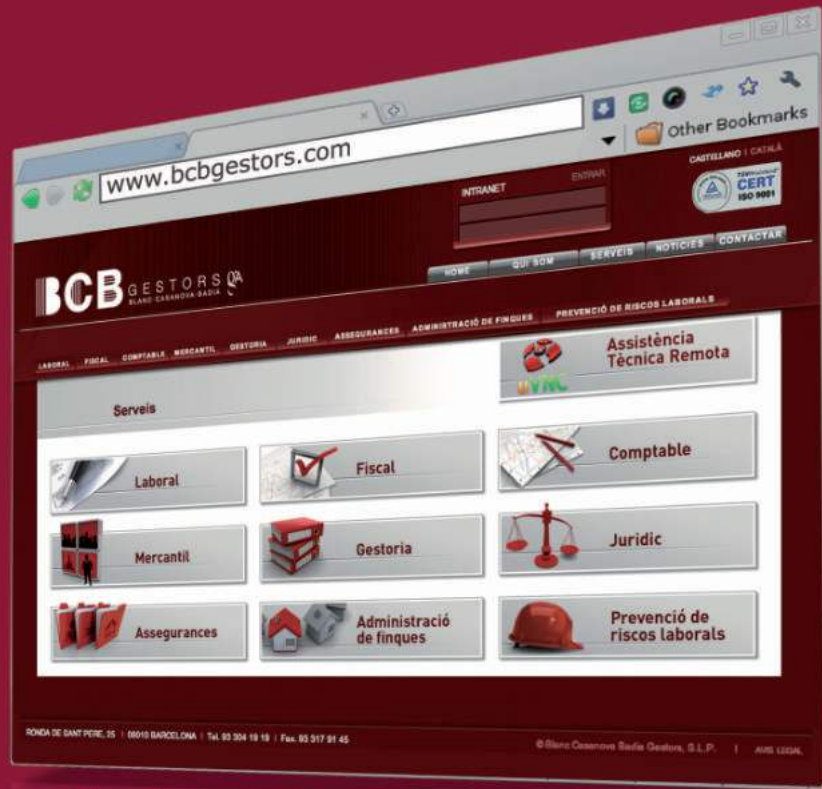 www.bcbgestors.com
Other Bookmarks
CASTELLANO | CATALÀ
INTRANET ENTRAR
CERT
ISO 9001
HOME QUI SOM SERVEIS NOTICIES CONTACTAR
BCB GESTORS
BLANC·CASANOVA·BADIA
LABORAL FISCAL COMPTABLE MERCANTIL GESTORIA JURIDIC ASSEGURANCES ADMINISTRACIÓ DE FINQUES PREVENCIÓ DE RISCOS LABORALS
uVNC
Assistència
Tècnica Remota
Serveis
Laboral
Fiscal
Comptable
Mercantil
Gestoria
Juridic
Assegurances
Administració
de finques
Prevenció de
riscos laborals
RONDA DE SANT PERE, 25 | 08010 BARCELONA | Tel. 93 304 19 19 | Fax. 93 317 91 45
© Blanc Casanova Badia Gestors, S.L.P. | AVIS LEGAL